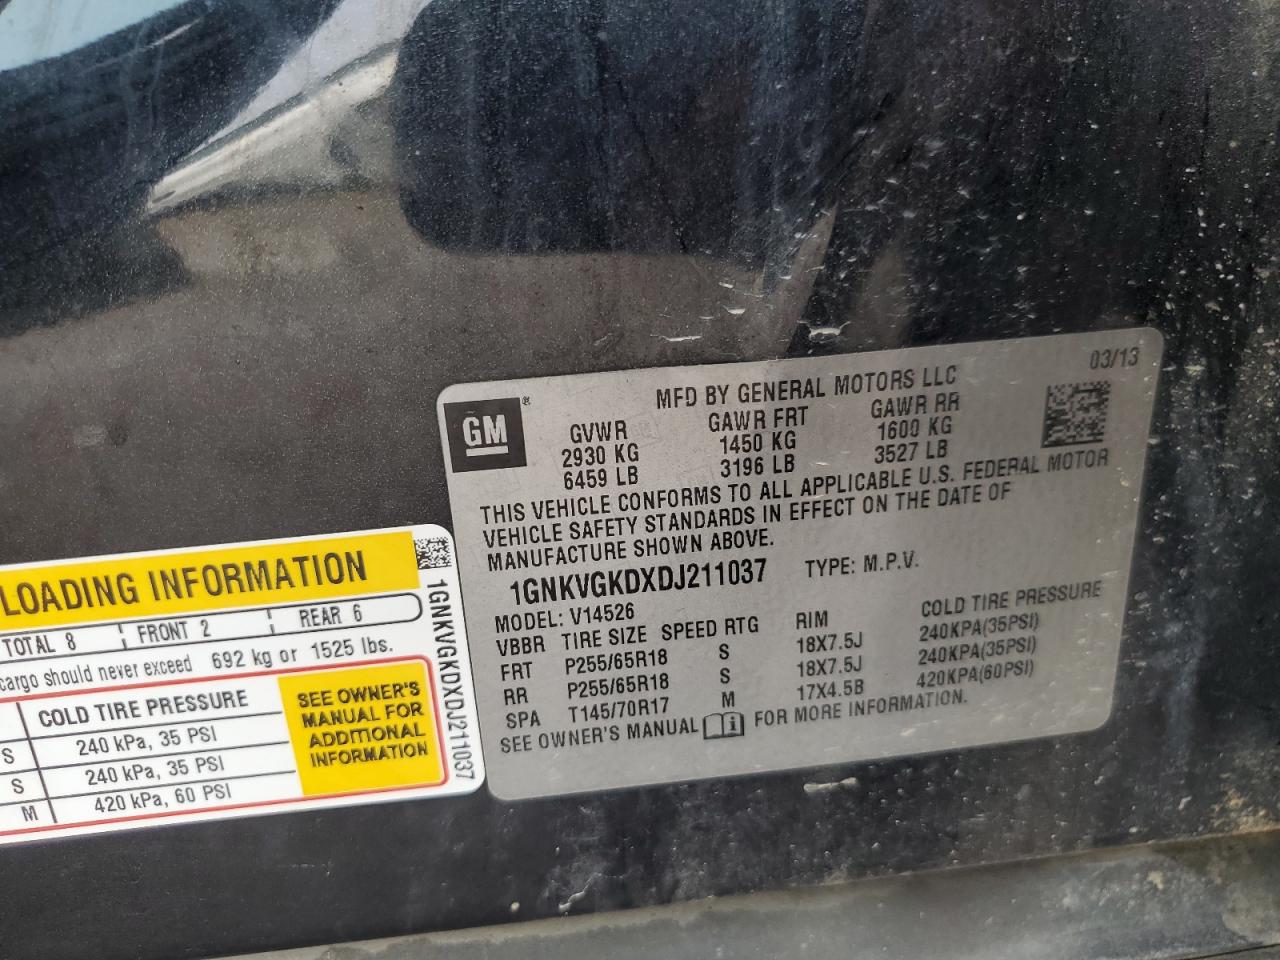 03/13
MFD BY GENERAL MOTORS LLC
GM®
GVWR GAWR FRT GAWR RR
2930 KG 1450 KG 1600 KG
6459 LB 3196 LB 3527 LB
THIS VEHICLE CONFORMS TO ALL APPLICABLE U.S. FEDERAL MOTOR
VEHICLE SAFETY STANDARDS IN EFFECT ON THE DATE OF
MANUFACTURE SHOWN ABOVE.
1GNKVGKDXDJ211037 TYPE: M.P.V.
MODEL: V14526
VBBR TIRE SIZE SPEED RTG RIM COLD TIRE PRESSURE
FRT P255/65R18 S 18X7.5J 240KPA(35PSI)
RR P255/65R18 S 18X7.5J 240KPA(35PSI)
SPA T145/70R17 M 17X4.5B 420KPA(60PSI)
SEE OWNER'S MANUAL i FOR MORE INFORMATION.
LOADING INFORMATION
TOTAL 8 FRONT 2 REAR 6
cargo should never exceed 692 kg or 1525 lbs.
COLD TIRE PRESSURE
S 240 kPa, 35 PSI
S 240 kPa, 35 PSI
M 420 kPa, 60 PSI
SEE OWNER'S
MANUAL FOR
ADDITIONAL
INFORMATION
1GNKVGKDXDJ211037